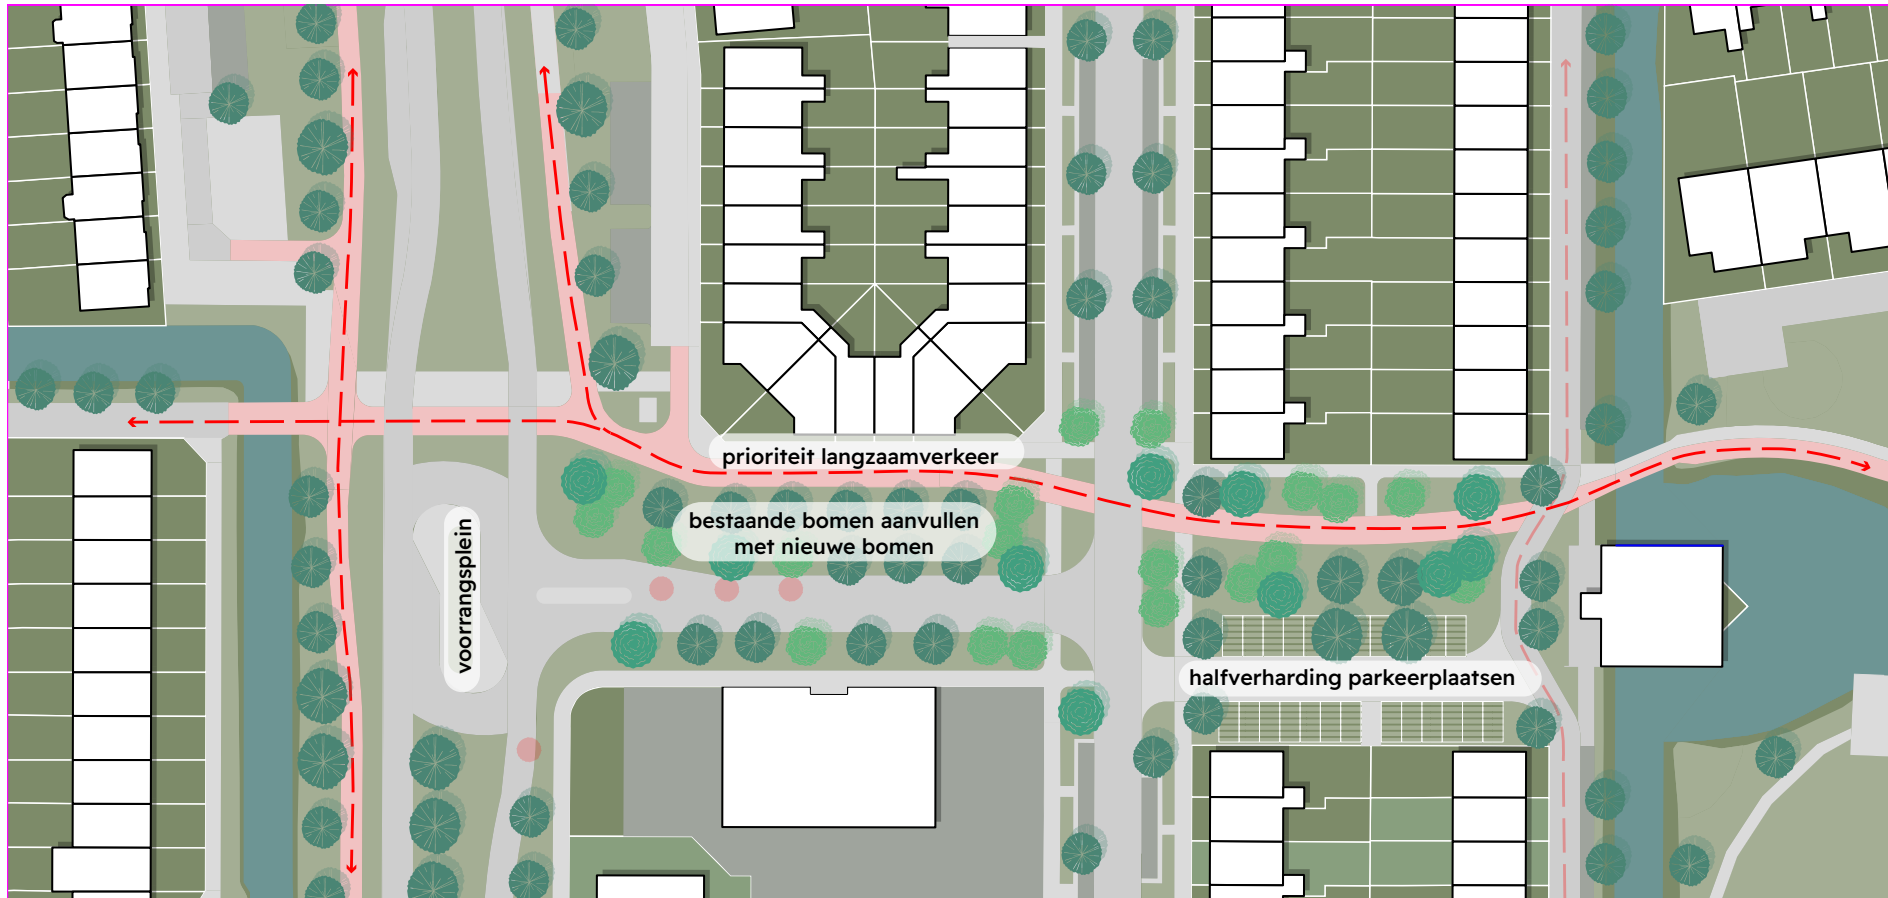 prioriteit langzaamverkeer
bestaande bomen aanvullen
met nieuwe bomen
voorrangsplein
halfverharding parkeerplaatsen